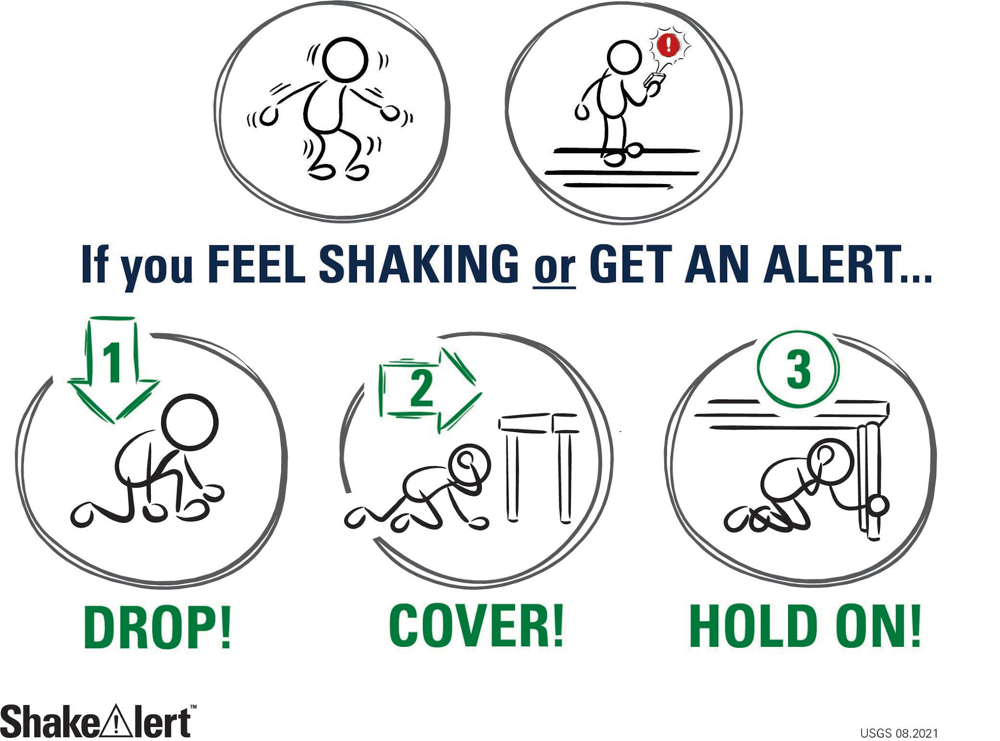 !
If you FEEL SHAKING or GET AN ALERT...
1
2
3
DROP!
COVER!
HOLD ON!
ShakeAlert™
USGS 08.2021